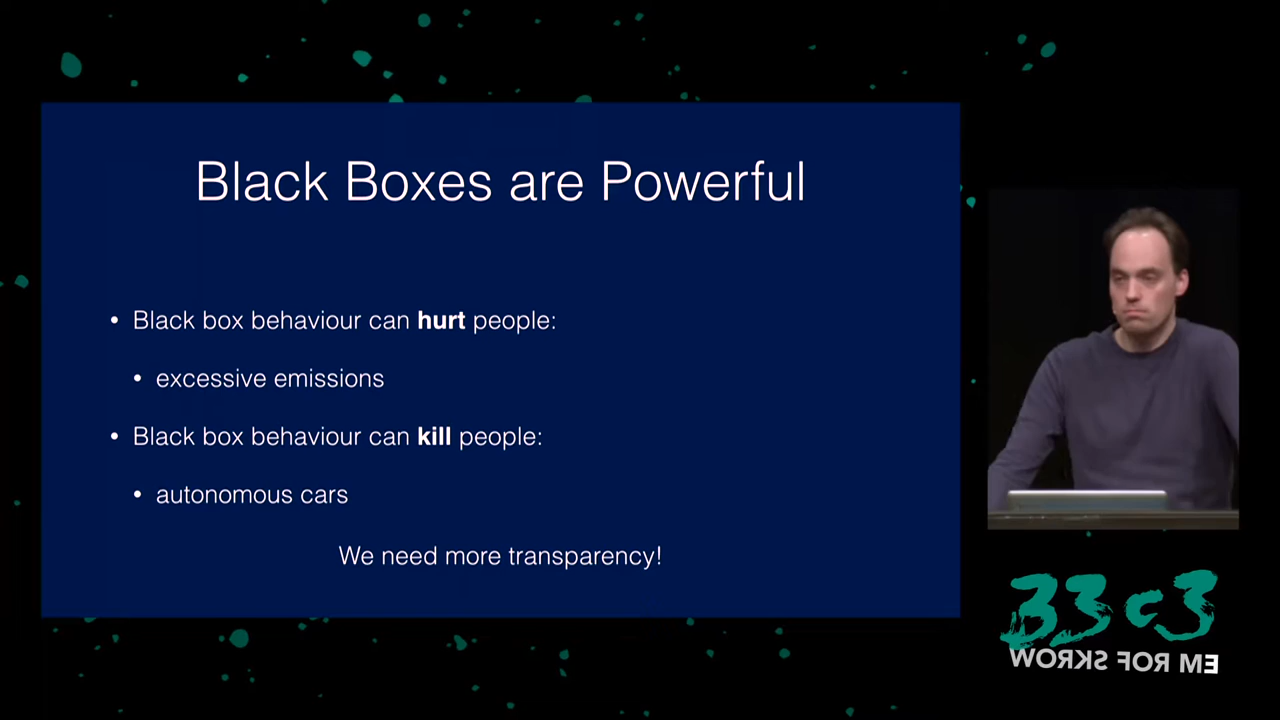 Black Boxes are Powerful
• Black box behaviour can hurt people:
• excessive emissions
• Black box behaviour can kill people:
• autonomous cars
We need more transparency!
33c3
WORKS FOR ME